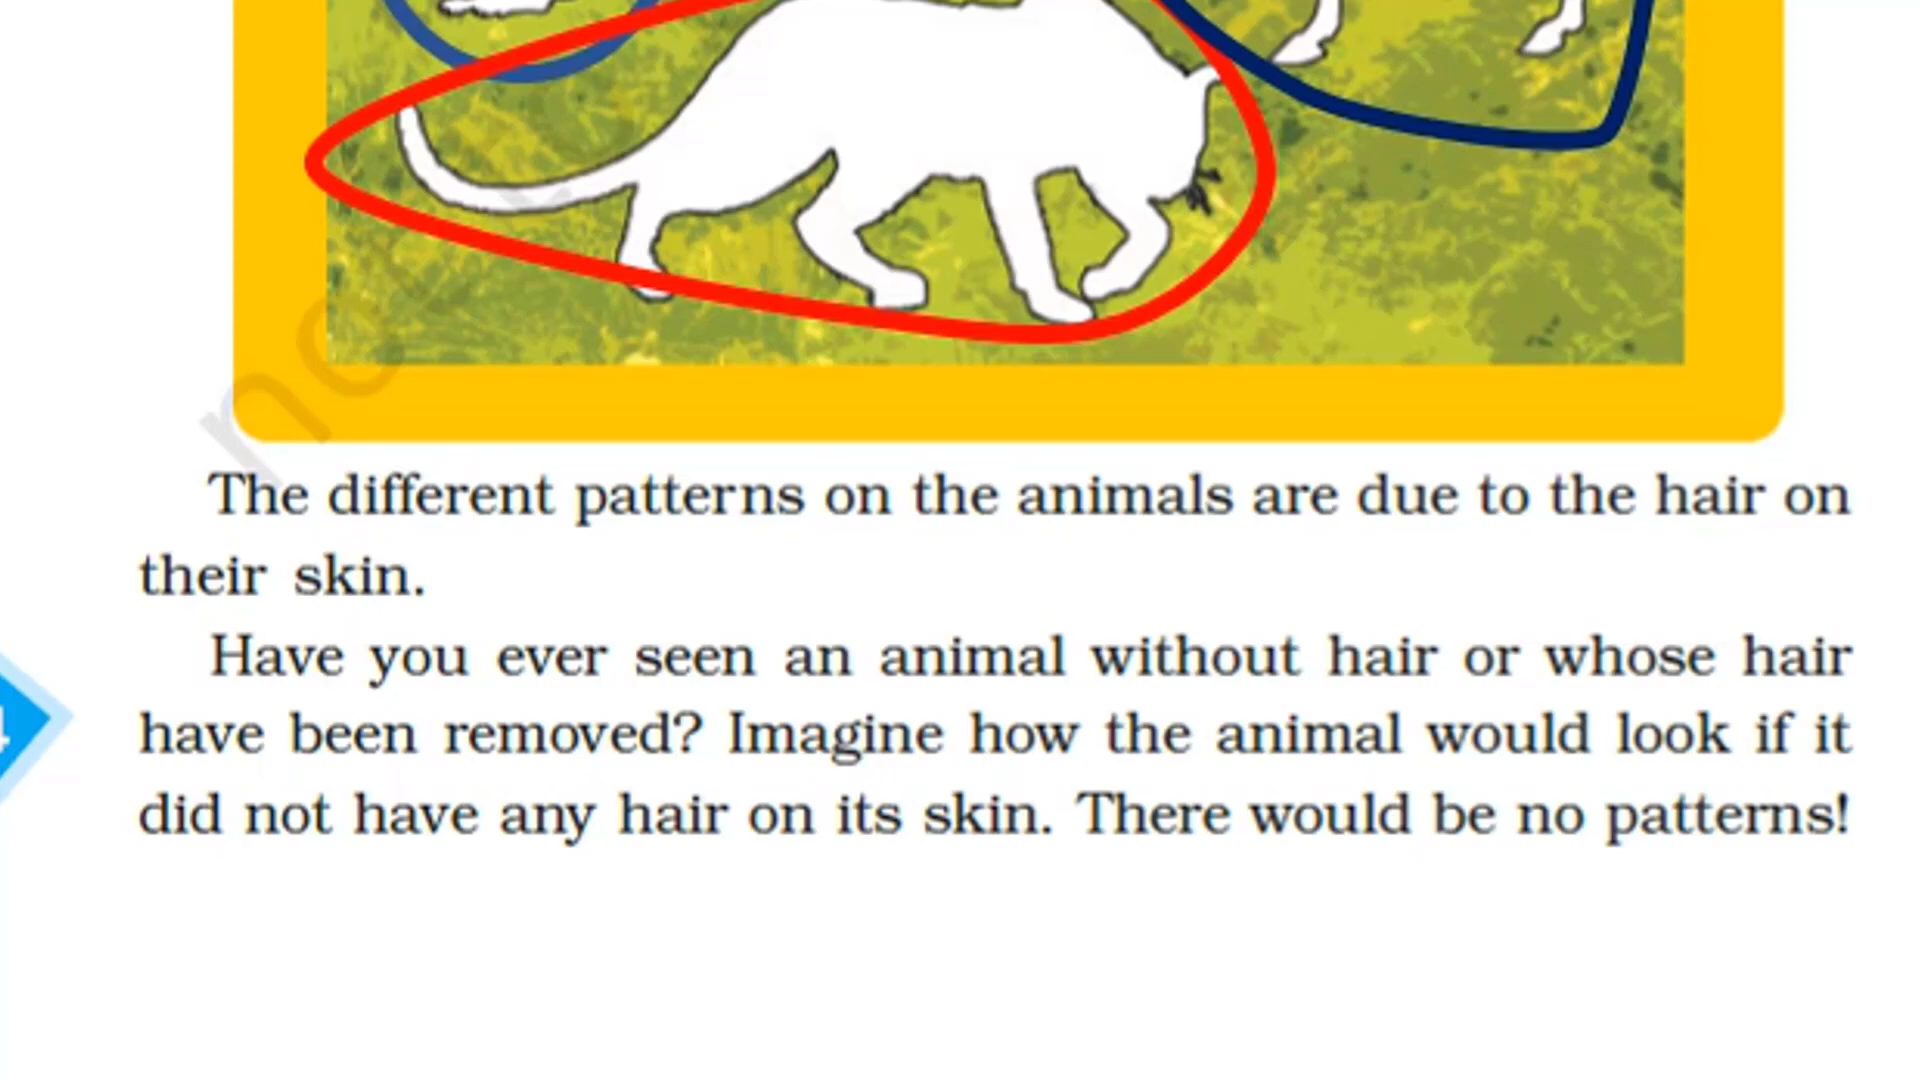 The different patterns on the animals are due to the hair on
their skin.
Have you ever seen an animal without hair or whose hair
have been removed? Imagine how the animal would look if it
did not have any hair on its skin. There would be no patterns!